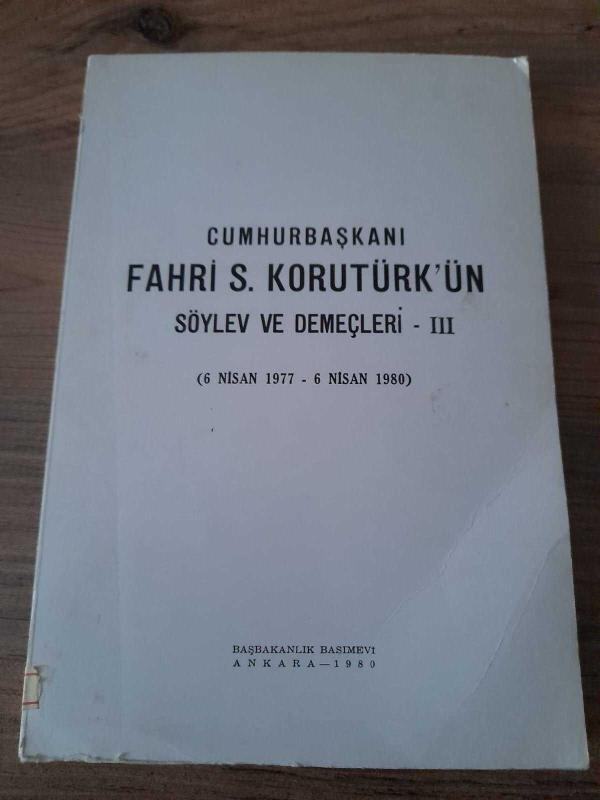 CUMHURBAŞKANI
FAHRİ S. KORUTÜRK'ÜN
SÖYLEV VE DEMEÇLERİ - III
(6 NİSAN 1977 - 6 NİSAN 1980)
BAŞBAKANLIK BASIMEVİ
ANKARA—1980